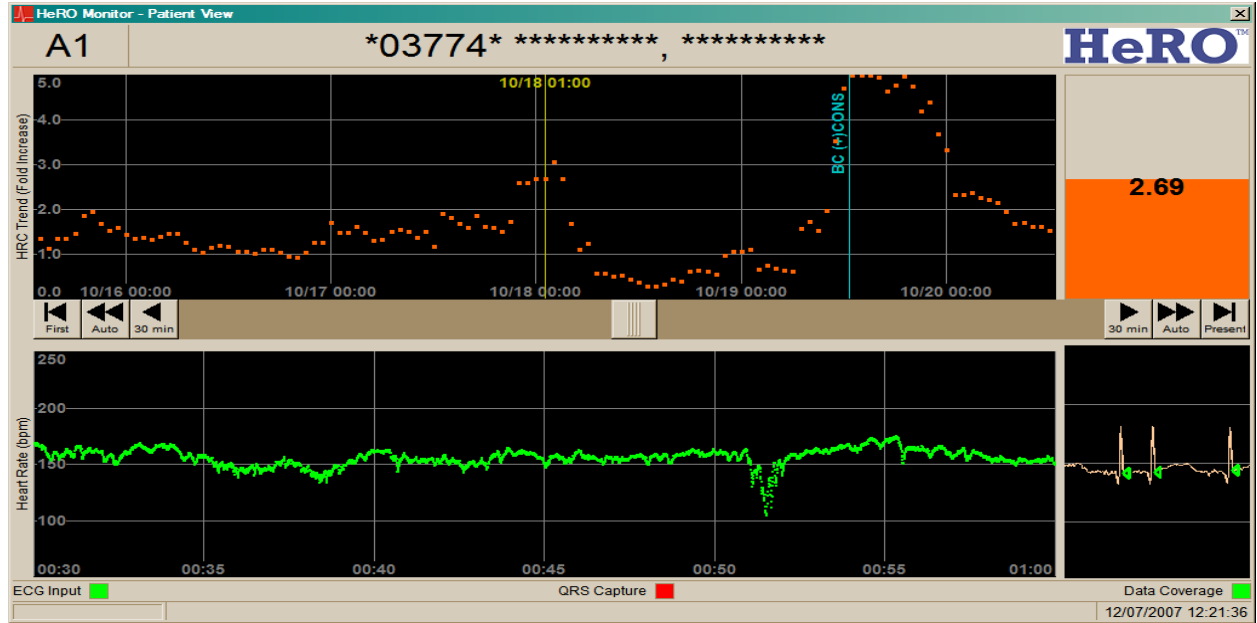 HeRO Monitor - Patient View
A1 *03774* **********, ********** HeRO™
HRC Trend (Fold Increase)
5.0
4.0
3.0
2.0
1.0
0.0
10/18 01:00
BC (+)CONS
10/16 00:00 10/17 00:00 10/18 00:00 10/19 00:00 10/20 00:00
2.69
First Auto 30 min 30 min Auto Present
Heart Rate (bpm)
250
200
150
100
00:30 00:35 00:40 00:45 00:50 00:55 01:00
ECG Input QRS Capture Data Coverage
12/07/2007 12:21:36